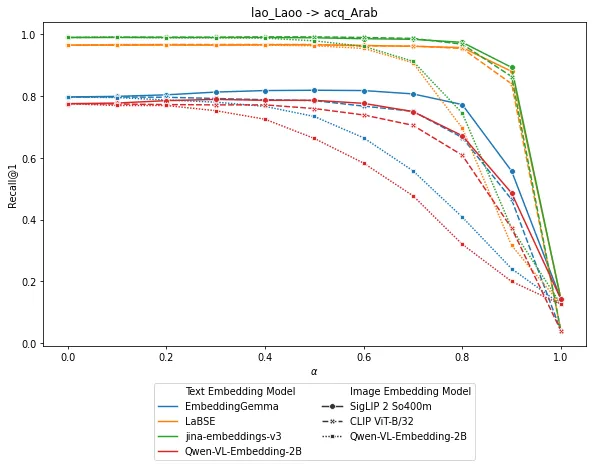 lao_Laoo -> acq_Arab
1.0
0.8
0.6
0.4
0.2
0.0
Recall@1
0.0 0.2 0.4 0.6 0.8 1.0
α
Text Embedding Model
EmbeddingGemma
LaBSE
jina-embeddings-v3
Qwen-VL-Embedding-2B
Image Embedding Model
SigLIP 2 So400m
CLIP ViT-B/32
Qwen-VL-Embedding-2B